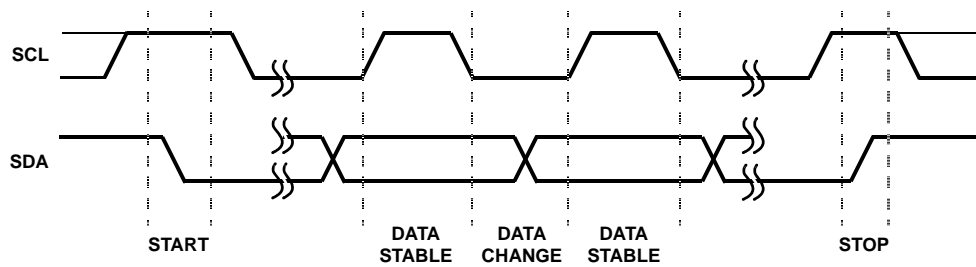 SCL
SDA
START
DATA
STABLE
DATA
CHANGE
DATA
STABLE
STOP